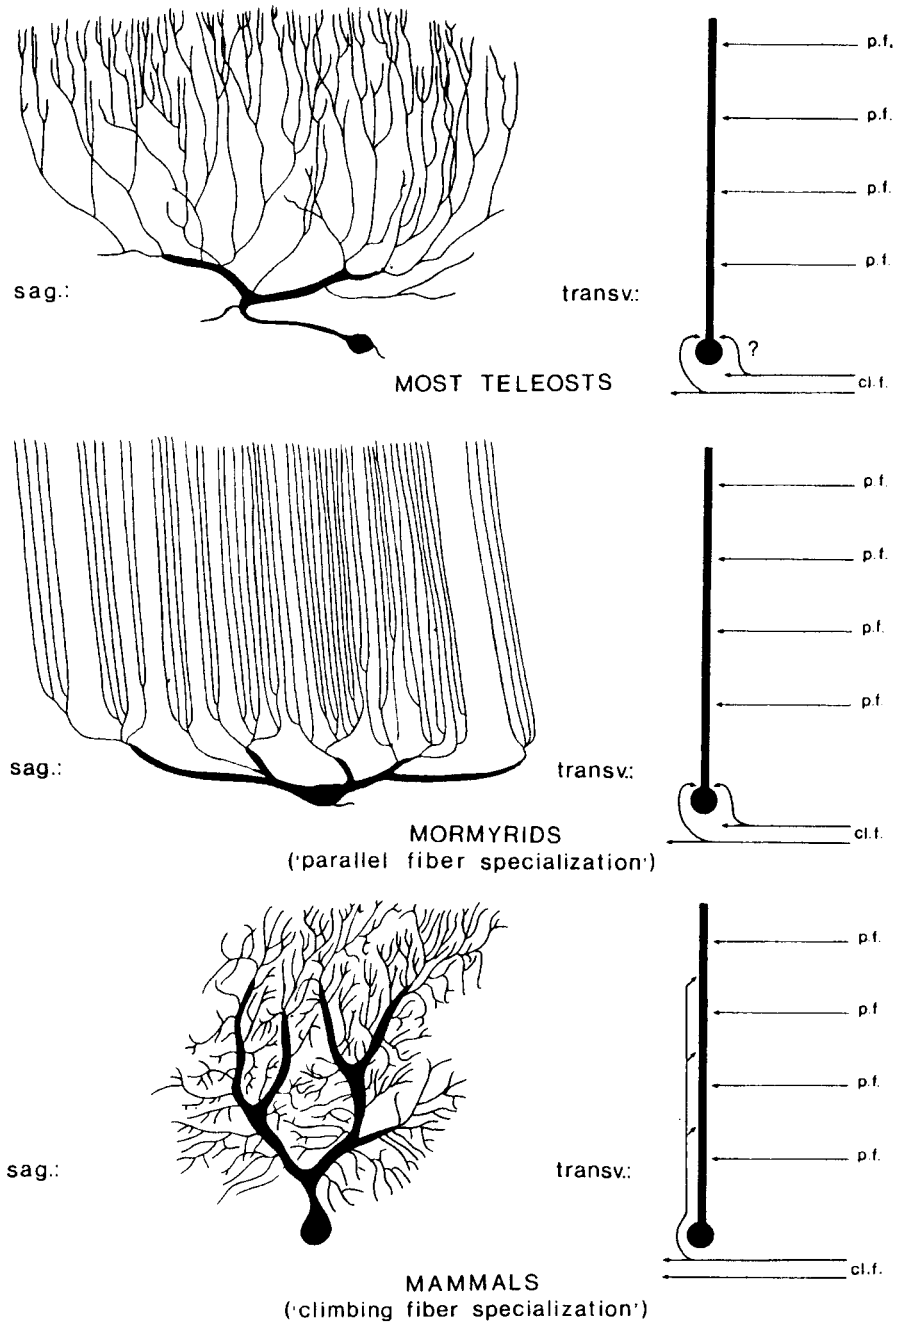 p.f.
p.f.
p.f.
p.f.
sag.:
transv.:
?
cl.f.
MOST TELEOSTS
p.f.
p.f.
p.f.
p.f.
sag.:
transv.:
cl.f.
MORMYRIDS
('parallel fiber specialization')
p.f.
p.f.
p.f.
p.f.
sag.:
transv.:
cl.f.
MAMMALS
('climbing fiber specialization')